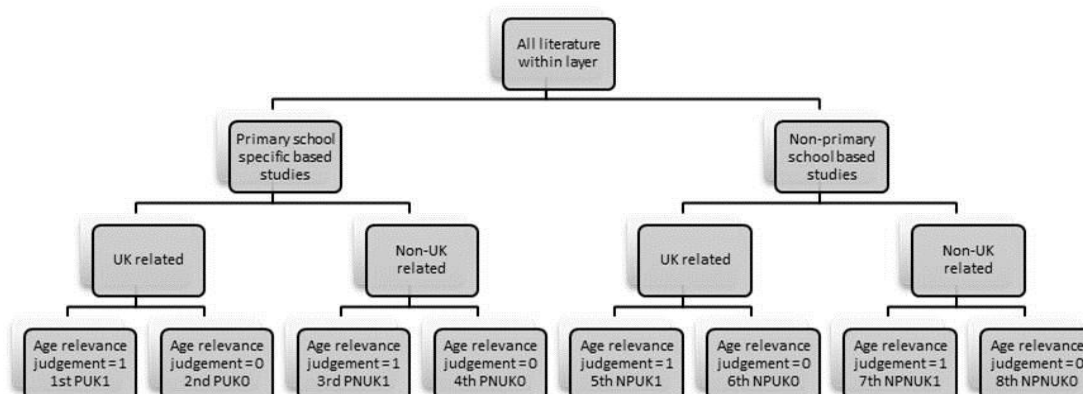 All literature
within layer
Primary school
specific based
studies
Non-primary
school based
studies
UK related
Non-UK
related
UK related
Non-UK
related
Age relevance
judgement = 1
1st PUK1
Age relevance
judgement = 0
2nd PUK0
Age relevance
judgement = 1
3rd PNUK1
Age relevance
judgement = 0
4th PNUK0
Age relevance
judgement = 1
5th NPUK1
Age relevance
judgement = 0
6th NPUK0
Age relevance
judgement = 1
7th NPNUK1
Age relevance
judgement = 0
8th NPNUK0